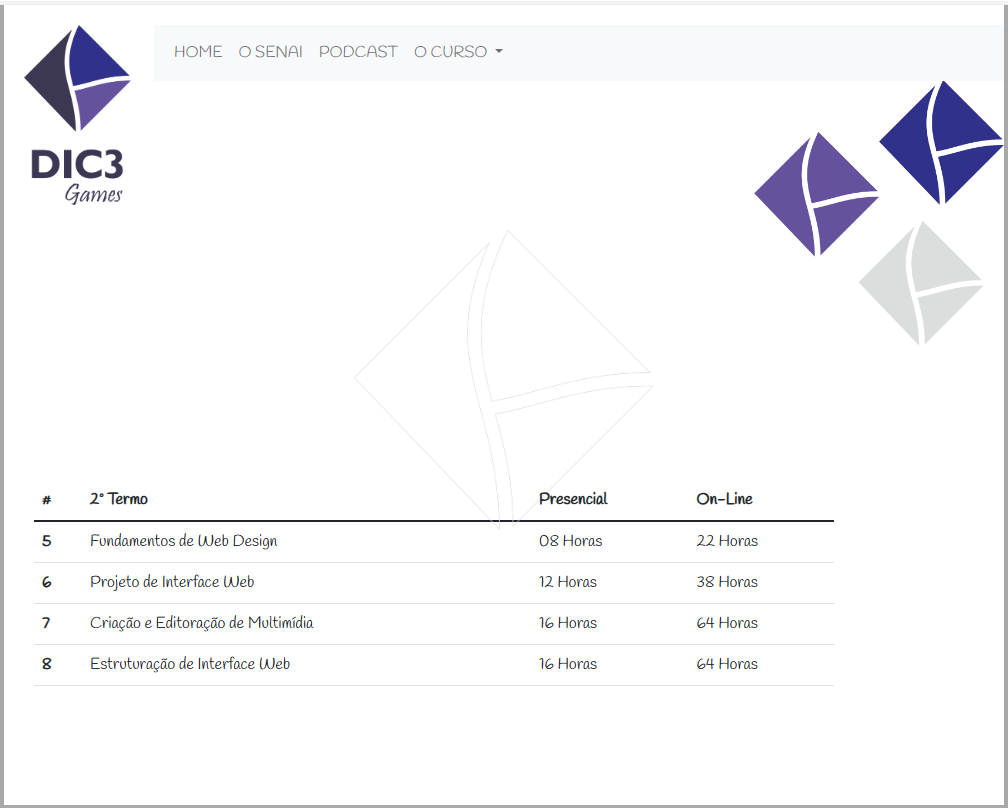 HOME O SENAI PODCAST O CURSO
DIC3
Games
# 2° Termo Presencial On-Line
5 Fundamentos de Web Design 08 Horas 22 Horas
6 Projeto de Interface Web 12 Horas 38 Horas
7 Criação e Editoração de Multimídia 16 Horas 64 Horas
8 Estruturação de Interface Web 16 Horas 64 Horas